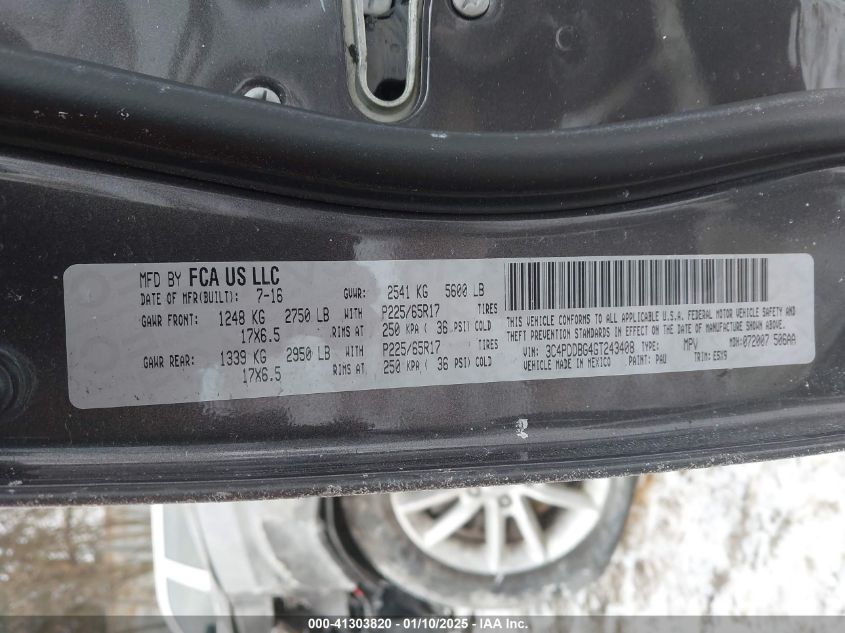 MFD BY FCA US LLC
DATE OF MFR(BUILT): 7-16 GVWR: 2541 KG 5600 LB
GAWR FRONT: 1248 KG 2750 LB WITH P225/65R17 TIRES
17X6.5 RIMS AT 250 KPA ( 36 PSI) COLD
GAWR REAR: 1339 KG 2950 LB WITH P225/65R17 TIRES
17X6.5 RIMS AT 250 KPA ( 36 PSI) COLD
THIS VEHICLE CONFORMS TO ALL APPLICABLE U.S.A. FEDERAL MOTOR VEHICLE SAFETY AND
THEFT PREVENTION STANDARDS IN EFFECT ON THE DATE OF MANUFACTURE SHOWN ABOVE.
VIN: 3C4PDDBG4GT243408 TYPE: MPV MDH: 072007 506AA
VEHICLE MADE IN MEXICO PAINT: PAU TRIM: E5X9
000-41303820 - 01/10/2025 - IAA Inc.